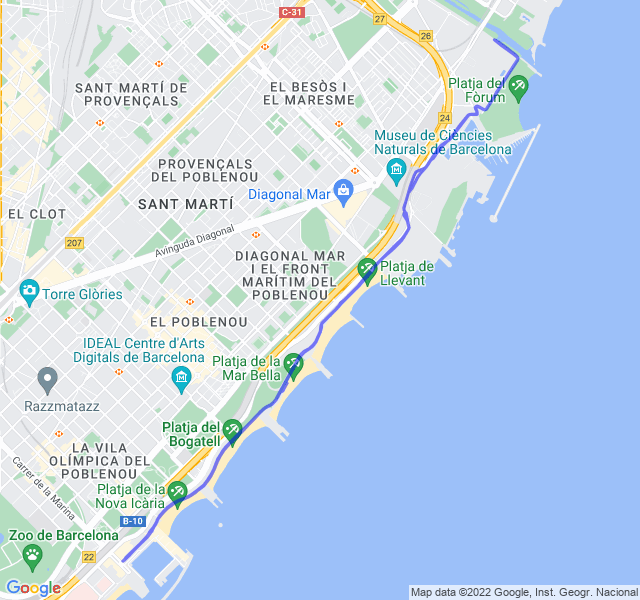 C-31
27
26
SANT MARTÍ DE
PROVENÇALS
EL BESÒS I
EL MARESME
Platja del
Fòrum
24
Museu de Ciències
Naturals de Barcelona
PROVENÇALS
DEL POBLENOU
Diagonal Mar
SANT MARTÍ
EL CLOT
207
Avinguda Diagonal
DIAGONAL MAR
I EL FRONT
MARÍTIM DEL
POBLENOU
Platja de
Llevant
Torre Glòries
EL POBLENOU
IDEAL Centre d'Arts
Digitals de Barcelona
Platja de la
Mar Bella
Razzmatazz
Platja del
Bogatell
LA VILA
OLÍMPICA DEL
POBLENOU
Carrer de la Marina
Platja de la
Nova Icària
B-10
Zoo de Barcelona
22
Google
Map data ©2022 Google, Inst. Geogr. Nacional